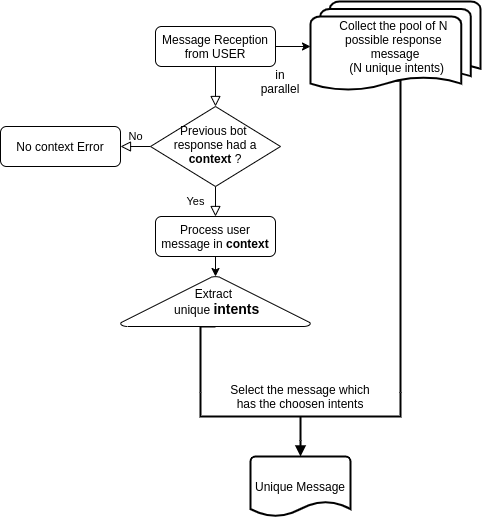 Message Reception
from USER
Collect the pool of N
possible response
message
(N unique intents)
in
parallel
Previous bot
response had a
context ?
No
No context Error
Yes
Process user
message in context
Extract
unique intents
Select the message which
has the choosen intents
Unique Message